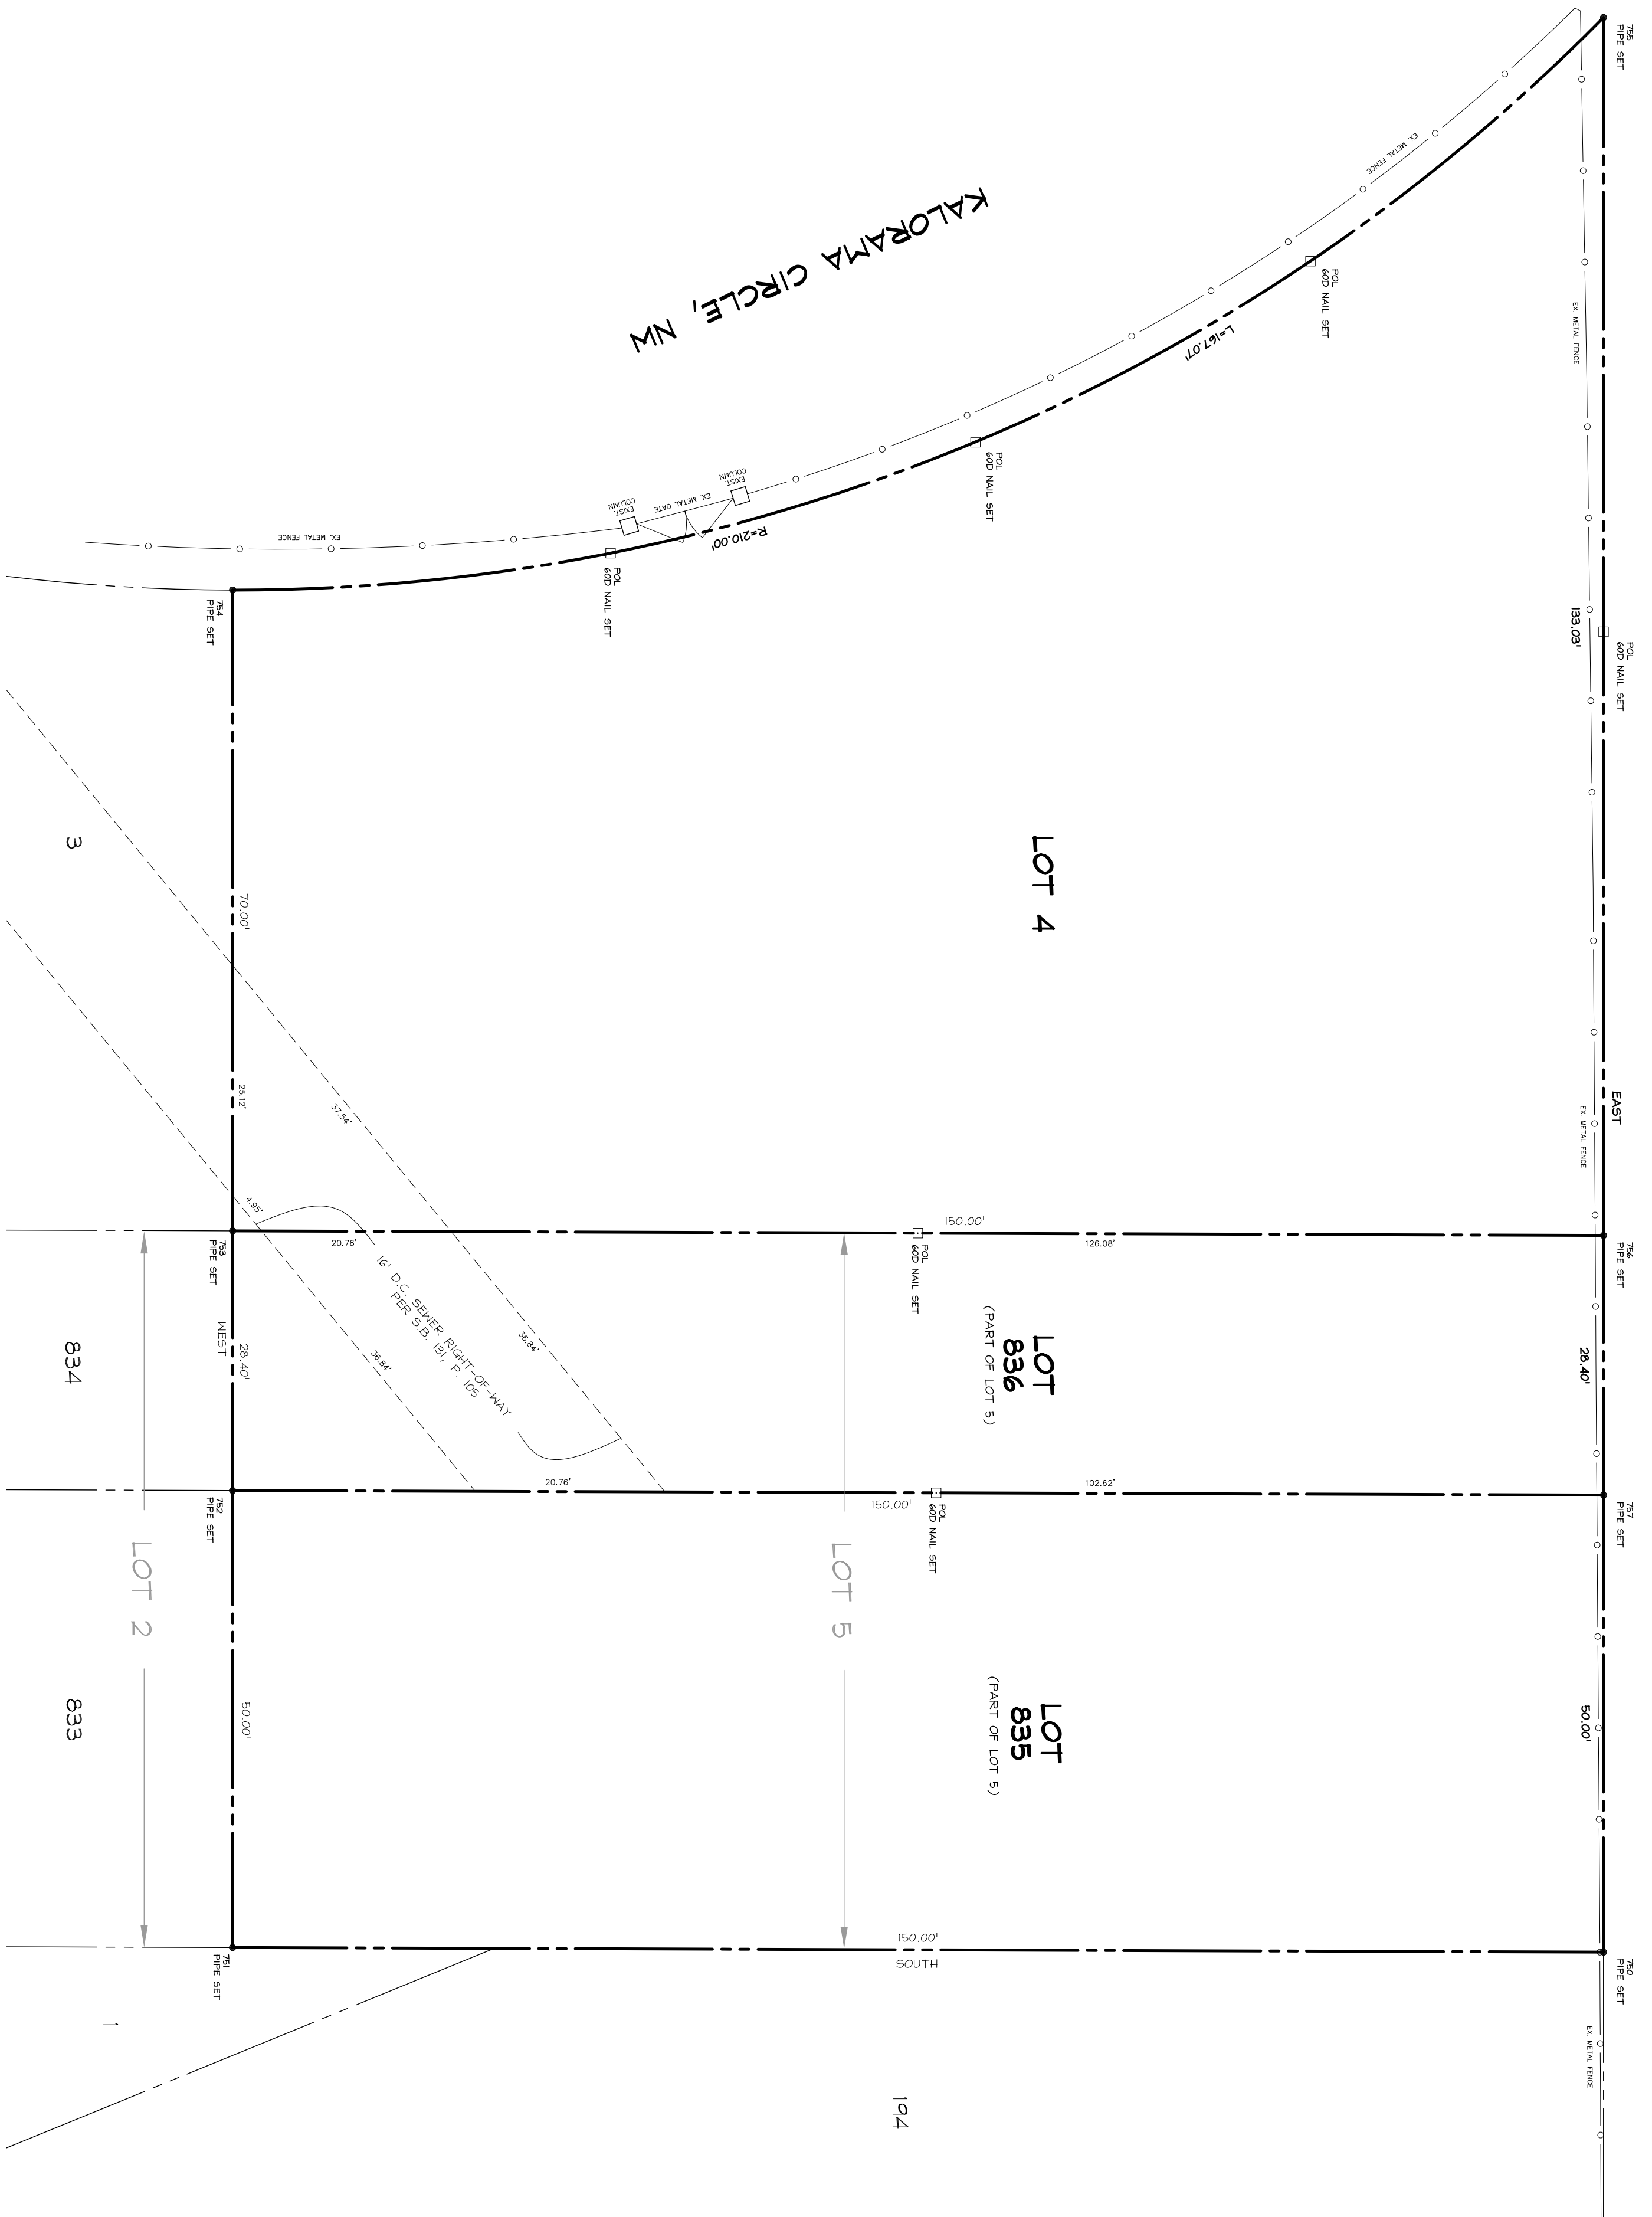 755
PIPE SET
EX. METAL FENCE
KALORAMA CIRCLE, NW
POL
60D NAIL SET
EX. METAL FENCE
L=167.07'
POL
60D NAIL SET
EXIST.
COLUMN
EX. METAL GATE
EXIST.
COLUMN
R=210.00'
EX. METAL FENCE
POL
60D NAIL SET
754
PIPE SET
133.03'
POL
60D NAIL SET
LOT 4
3
70.00'
25.12'
37.54'
4.95'
EAST
EX. METAL FENCE
753
PIPE SET
20.76'
150.00'
126.08'
POL
60D NAIL SET
756
PIPE SET
16' D.C. SEWER RIGHT-OF-WAY
PER S.B. 131, P. 105
36.84'
36.84'
WEST
28.40'
LOT
836
(PART OF LOT 5)
28.40'
834
20.76'
102.62'
150.00'
POL
60D NAIL SET
752
PIPE SET
757
PIPE SET
LOT 2
LOT 5
LOT
835
(PART OF LOT 5)
833
50.00'
50.00'
150.00'
SOUTH
751
PIPE SET
750
PIPE SET
1
EX. METAL FENCE
194